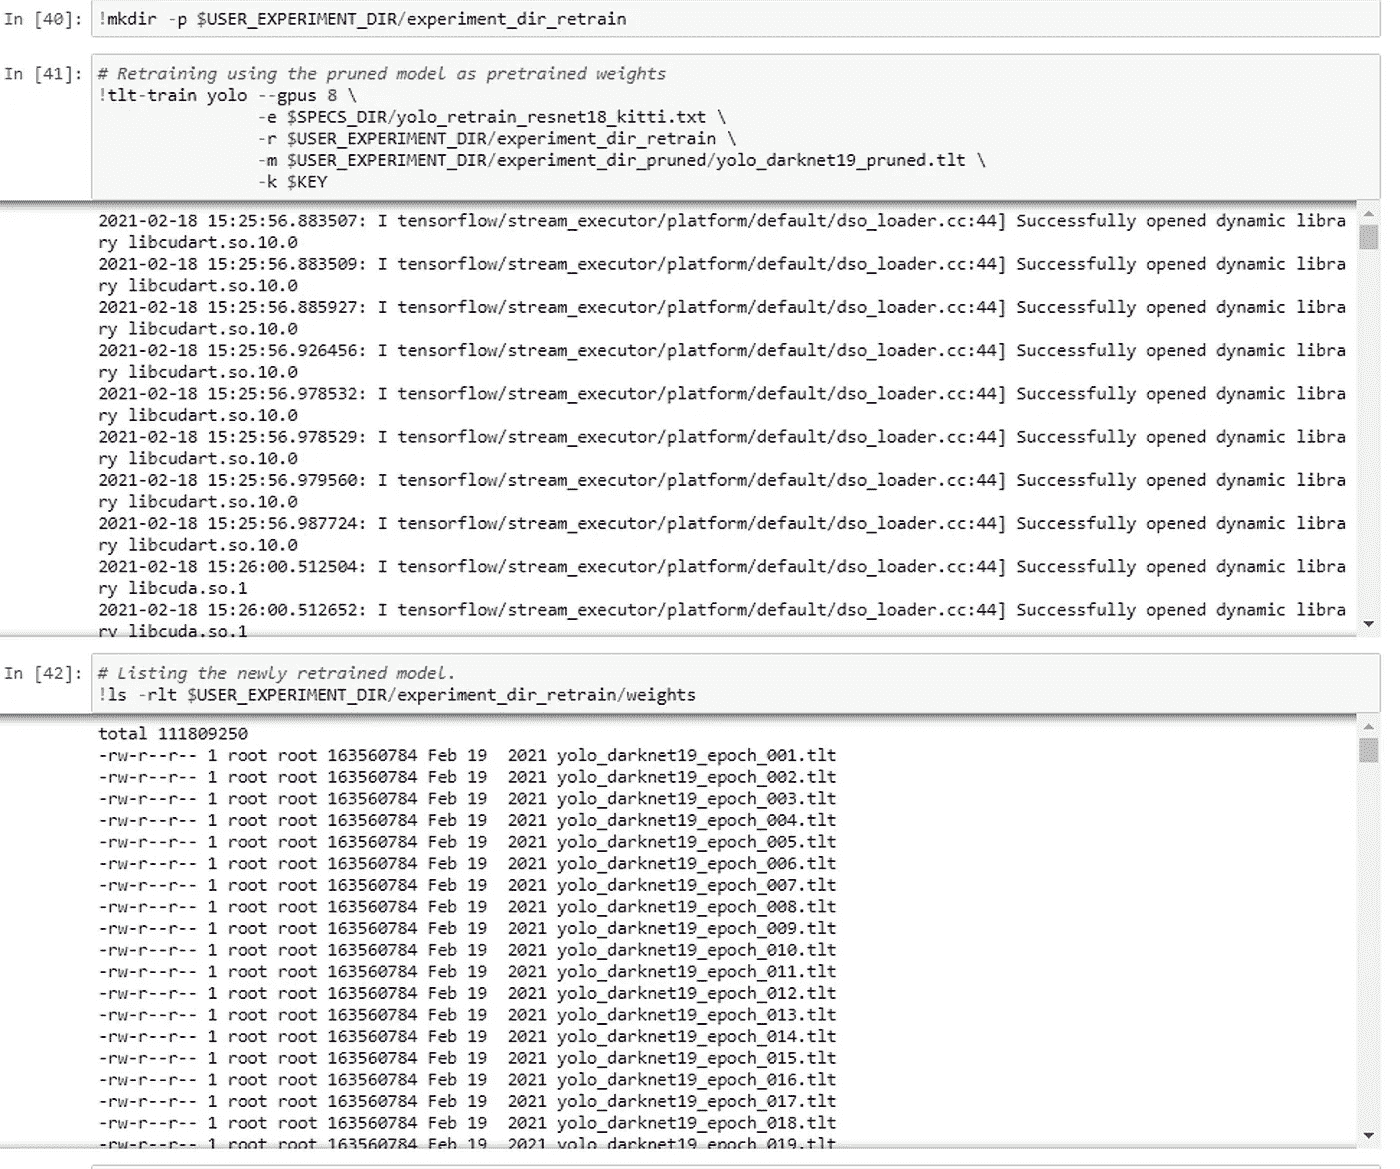 In [40]: !mkdir -p $USER_EXPERIMENT_DIR/experiment_dir_retrain
In [41]: # Retraining using the pruned model as pretrained weights
!tlt-train yolo --gpus 8 \
-e $SPECS_DIR/yolo_retrain_resnet18_kitti.txt \
-r $USER_EXPERIMENT_DIR/experiment_dir_retrain \
-m $USER_EXPERIMENT_DIR/experiment_dir_pruned/yolo_darknet19_pruned.tlt \
-k $KEY
2021-02-18 15:25:56.883507: I tensorflow/stream_executor/platform/default/dso_loader.cc:44] Successfully opened dynamic libra
ry libcudart.so.10.0
2021-02-18 15:25:56.883509: I tensorflow/stream_executor/platform/default/dso_loader.cc:44] Successfully opened dynamic libra
ry libcudart.so.10.0
2021-02-18 15:25:56.885927: I tensorflow/stream_executor/platform/default/dso_loader.cc:44] Successfully opened dynamic libra
ry libcudart.so.10.0
2021-02-18 15:25:56.926456: I tensorflow/stream_executor/platform/default/dso_loader.cc:44] Successfully opened dynamic libra
ry libcudart.so.10.0
2021-02-18 15:25:56.978532: I tensorflow/stream_executor/platform/default/dso_loader.cc:44] Successfully opened dynamic libra
ry libcudart.so.10.0
2021-02-18 15:25:56.978529: I tensorflow/stream_executor/platform/default/dso_loader.cc:44] Successfully opened dynamic libra
ry libcudart.so.10.0
2021-02-18 15:25:56.979560: I tensorflow/stream_executor/platform/default/dso_loader.cc:44] Successfully opened dynamic libra
ry libcudart.so.10.0
2021-02-18 15:25:56.987724: I tensorflow/stream_executor/platform/default/dso_loader.cc:44] Successfully opened dynamic libra
ry libcudart.so.10.0
2021-02-18 15:26:00.512504: I tensorflow/stream_executor/platform/default/dso_loader.cc:44] Successfully opened dynamic libra
ry libcuda.so.1
2021-02-18 15:26:00.512652: I tensorflow/stream_executor/platform/default/dso_loader.cc:44] Successfully opened dynamic libra
ry libcuda.so.1
In [42]: # Listing the newly retrained model.
!ls -rlt $USER_EXPERIMENT_DIR/experiment_dir_retrain/weights
total 111809250
-rw-r--r-- 1 root root 163560784 Feb 19  2021 yolo_darknet19_epoch_001.tlt
-rw-r--r-- 1 root root 163560784 Feb 19  2021 yolo_darknet19_epoch_002.tlt
-rw-r--r-- 1 root root 163560784 Feb 19  2021 yolo_darknet19_epoch_003.tlt
-rw-r--r-- 1 root root 163560784 Feb 19  2021 yolo_darknet19_epoch_004.tlt
-rw-r--r-- 1 root root 163560784 Feb 19  2021 yolo_darknet19_epoch_005.tlt
-rw-r--r-- 1 root root 163560784 Feb 19  2021 yolo_darknet19_epoch_006.tlt
-rw-r--r-- 1 root root 163560784 Feb 19  2021 yolo_darknet19_epoch_007.tlt
-rw-r--r-- 1 root root 163560784 Feb 19  2021 yolo_darknet19_epoch_008.tlt
-rw-r--r-- 1 root root 163560784 Feb 19  2021 yolo_darknet19_epoch_009.tlt
-rw-r--r-- 1 root root 163560784 Feb 19  2021 yolo_darknet19_epoch_010.tlt
-rw-r--r-- 1 root root 163560784 Feb 19  2021 yolo_darknet19_epoch_011.tlt
-rw-r--r-- 1 root root 163560784 Feb 19  2021 yolo_darknet19_epoch_012.tlt
-rw-r--r-- 1 root root 163560784 Feb 19  2021 yolo_darknet19_epoch_013.tlt
-rw-r--r-- 1 root root 163560784 Feb 19  2021 yolo_darknet19_epoch_014.tlt
-rw-r--r-- 1 root root 163560784 Feb 19  2021 yolo_darknet19_epoch_015.tlt
-rw-r--r-- 1 root root 163560784 Feb 19  2021 yolo_darknet19_epoch_016.tlt
-rw-r--r-- 1 root root 163560784 Feb 19  2021 yolo_darknet19_epoch_017.tlt
-rw-r--r-- 1 root root 163560784 Feb 19  2021 yolo_darknet19_epoch_018.tlt
-rw-r--r-- 1 root root 163560784 Feb 19  2021 yolo_darknet19_epoch_019.tlt